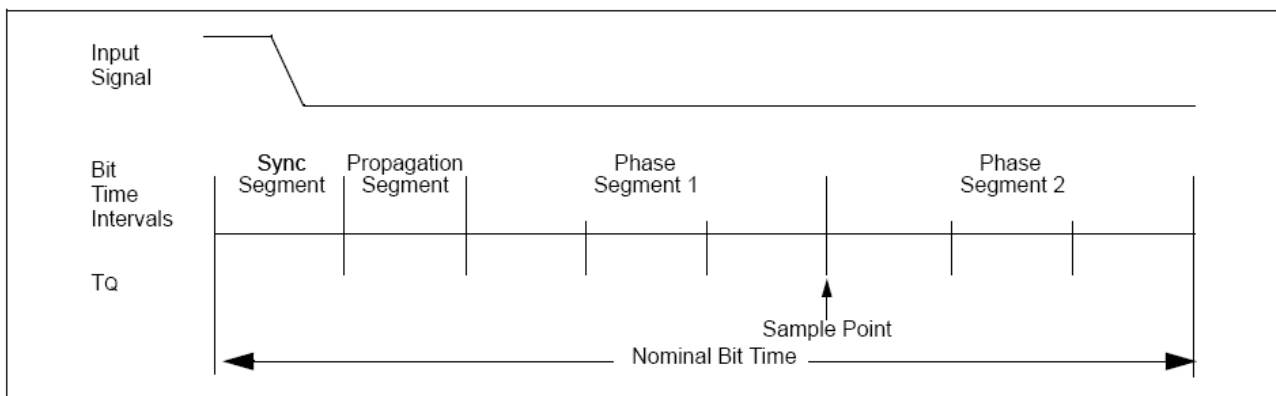 Input
Signal
Bit
Time
Intervals
Sync
Segment
Propagation
Segment
Phase
Segment 1
Phase
Segment 2
TQ
Sample Point
Nominal Bit Time